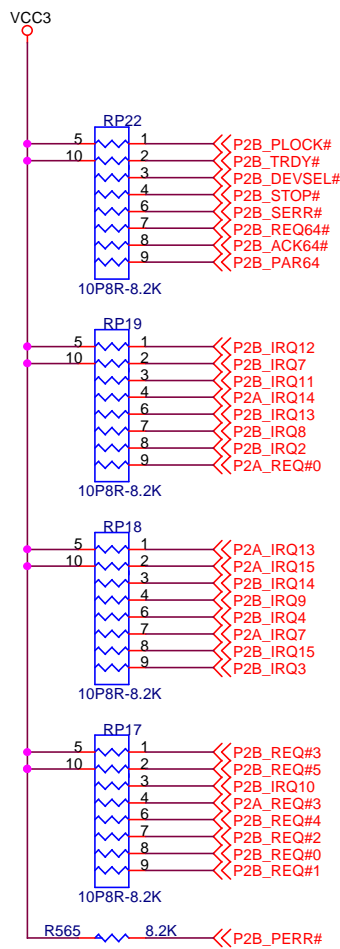 VCC3
RP22
5 1 P2B_PLOCK#
10 2 P2B_TRDY#
3 P2B_DEVSEL#
4 P2B_STOP#
6 P2B_SERR#
7 P2B_REQ64#
8 P2B_ACK64#
9 P2B_PAR64
10P8R-8.2K
RP19
5 1 P2B_IRQ12
10 2 P2B_IRQ7
3 P2B_IRQ11
4 P2A_IRQ14
6 P2B_IRQ13
7 P2B_IRQ8
8 P2B_IRQ2
9 P2A_REQ#0
10P8R-8.2K
RP18
5 1 P2A_IRQ13
10 2 P2A_IRQ15
3 P2B_IRQ14
4 P2B_IRQ9
6 P2B_IRQ4
7 P2A_IRQ7
8 P2B_IRQ15
9 P2B_IRQ3
10P8R-8.2K
RP17
5 1 P2B_REQ#3
10 2 P2B_REQ#5
3 P2B_IRQ10
4 P2A_REQ#3
6 P2B_REQ#4
7 P2B_REQ#2
8 P2B_REQ#0
9 P2B_REQ#1
10P8R-8.2K
R565 8.2K P2B_PERR#